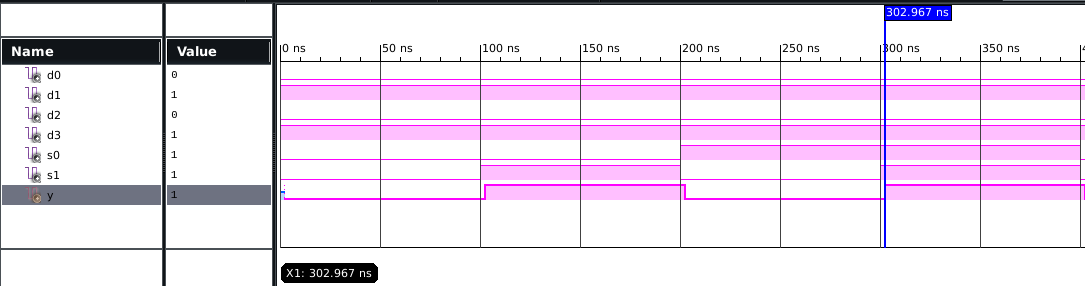 302.967 ns
Name Value
0 ns 50 ns 100 ns 150 ns 200 ns 250 ns 300 ns 350 ns
d0 0
d1 1
d2 0
d3 1
s0 1
s1 1
y 1
X1: 302.967 ns